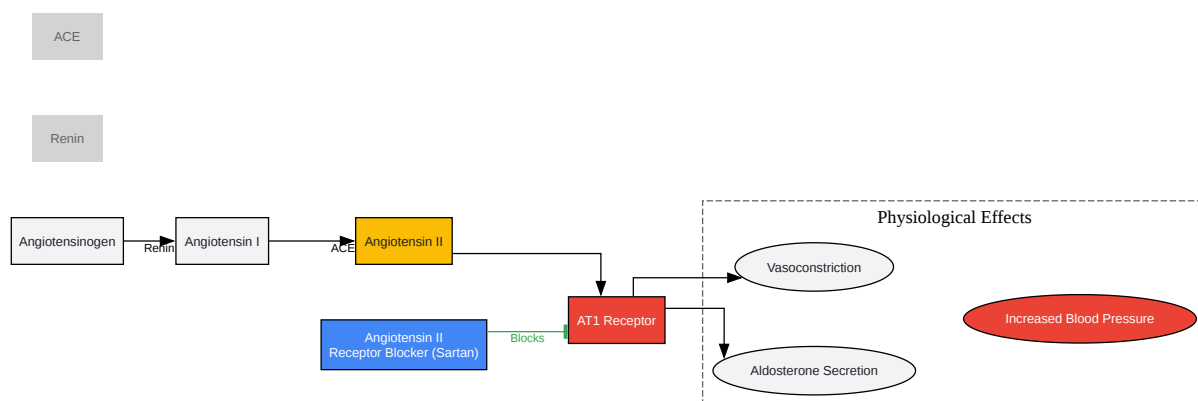 ACE
Renin
Physiological Effects
Angiotensinogen
Renin
Angiotensin I
ACE
Angiotensin II
Vasoconstriction
AT1 Receptor
Increased Blood Pressure
Angiotensin II
Receptor Blocker (Sartan)
Blocks
Aldosterone Secretion